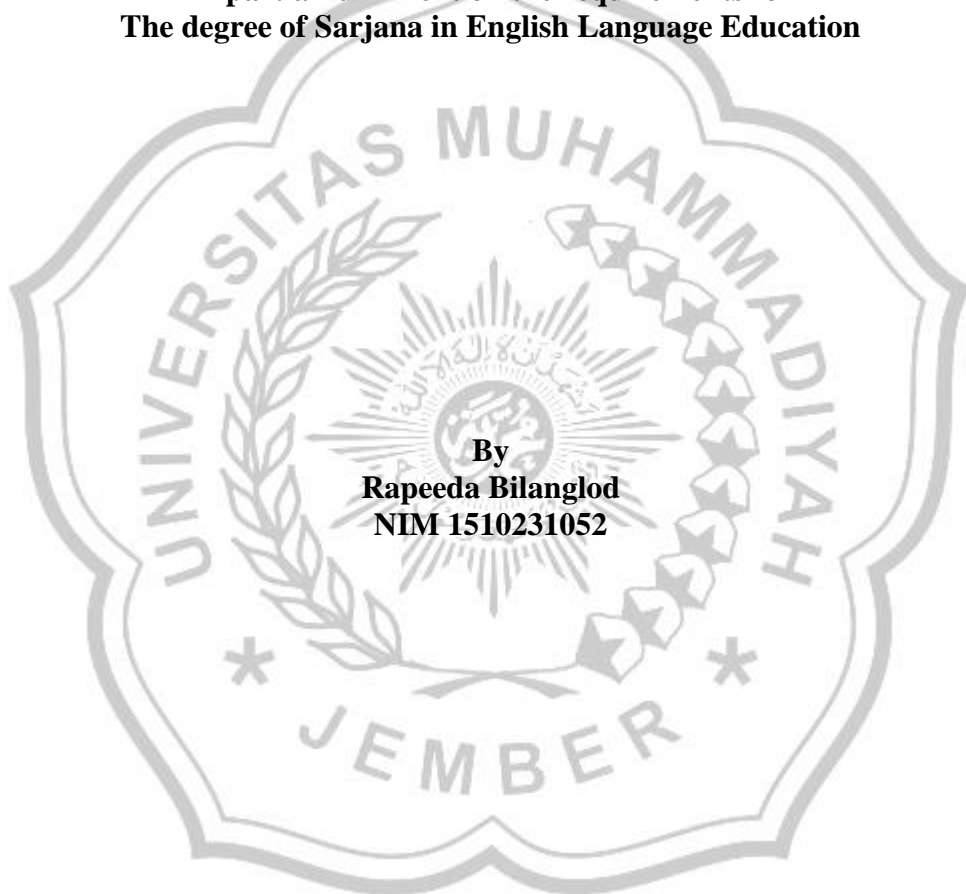 The degree of Sarjana in English Language Education
UNIVERSITAS MUHAMMADIYAH
By
Rapeeda Bilanglod
NIM 1510231052
* JEMBER *